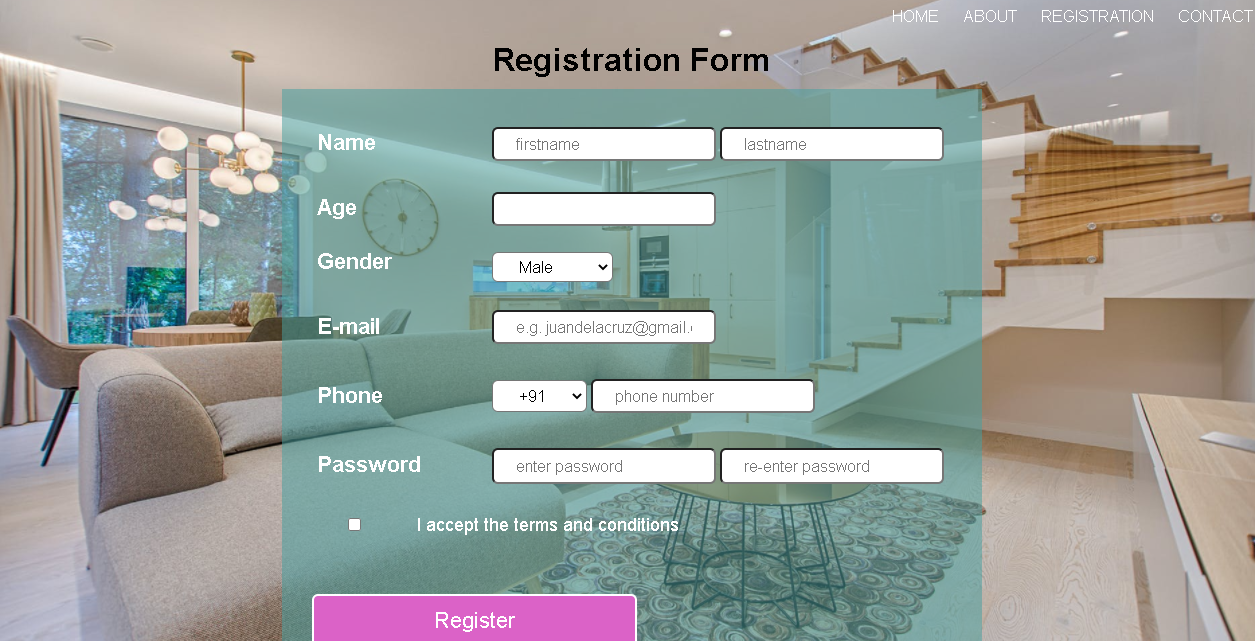 HOME ABOUT REGISTRATION CONTACT
Registration Form
Name firstname lastname
Age
Gender Male
E-mail e.g. juandelacruz@gmail.c
Phone +91 phone number
Password enter password re-enter password
I accept the terms and conditions
Register